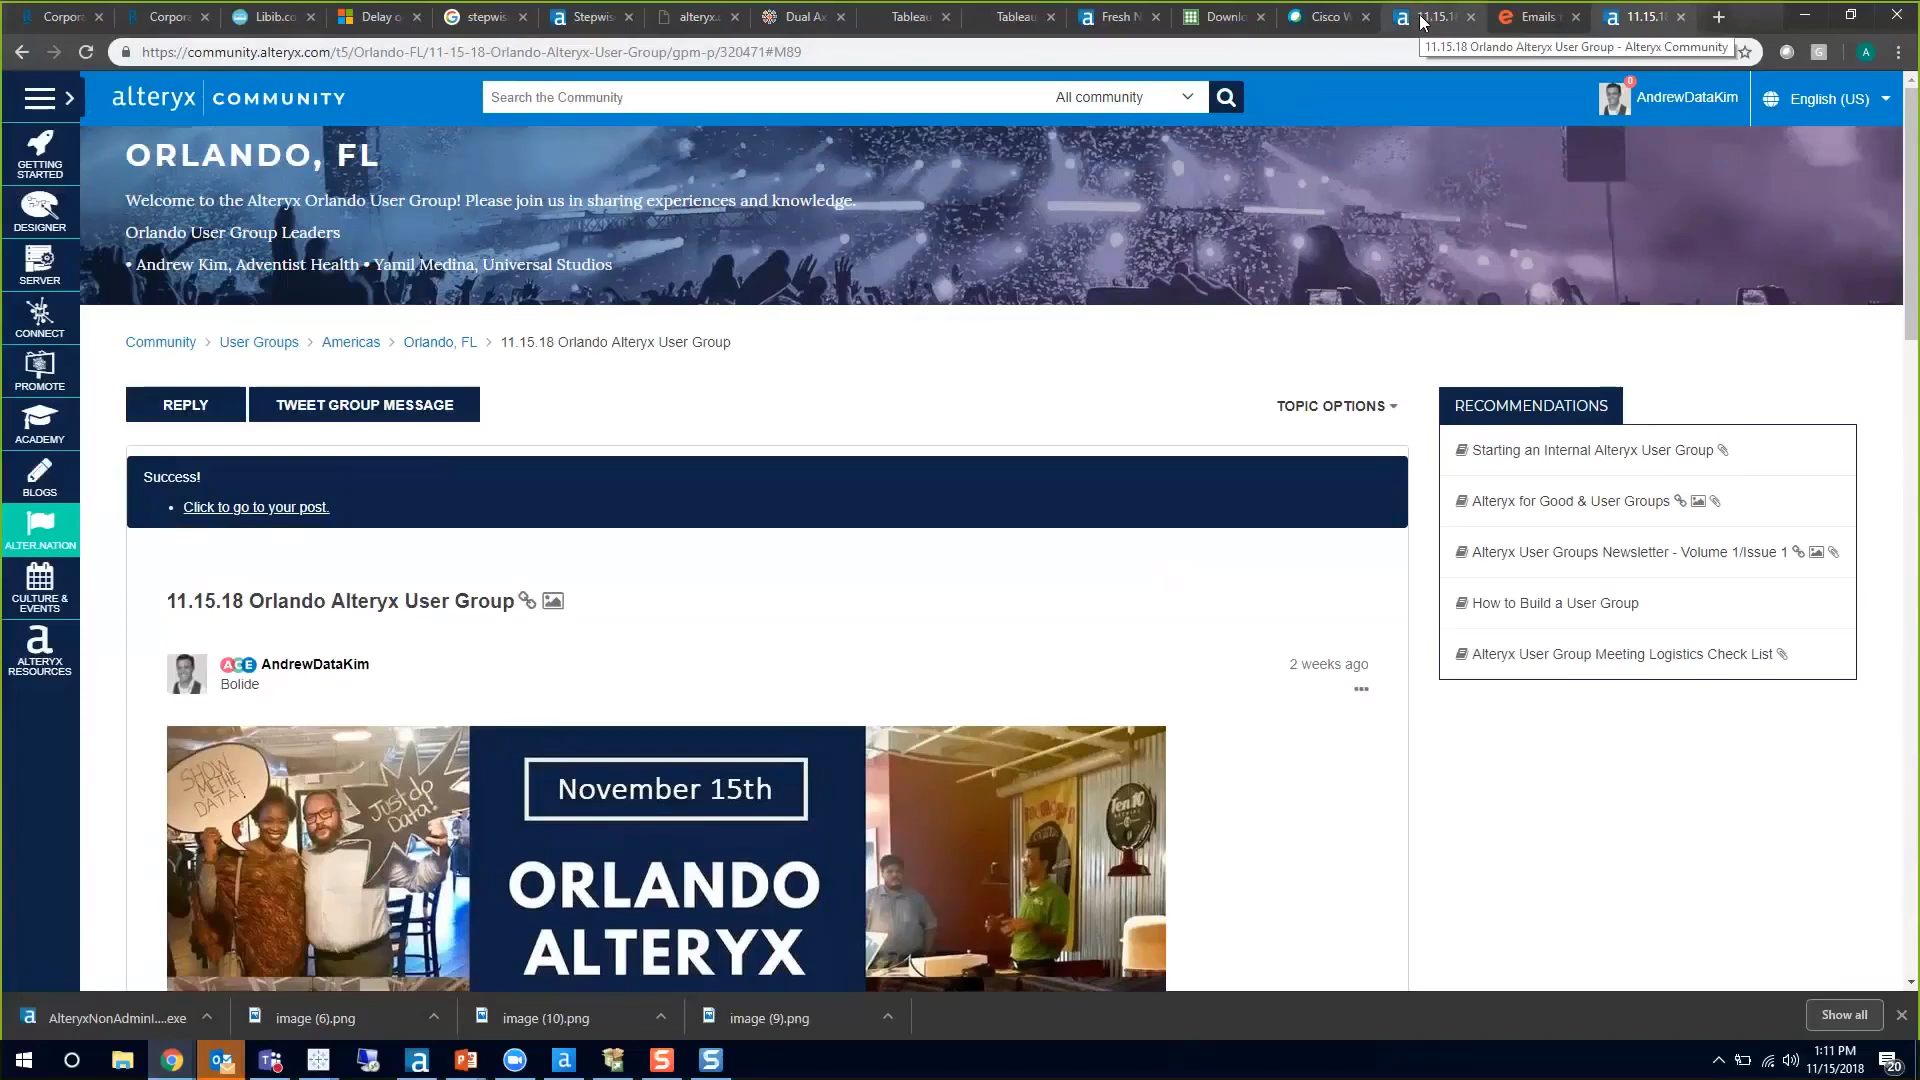 Corpora
Corpora
Libib.co
Delay o
stepwis
Stepwis
alteryx.c
Dual Ax
Tableau
Tableau
Fresh N
Downlo
Cisco W
11.15.1
Emails
11.15.1
https://community.alteryx.com/t5/Orlando-FL/11-15-18-Orlando-Alteryx-User-Group/gpm-p/320471#M89
11.15.18 Orlando Alteryx User Group - Alteryx Community
alteryx COMMUNITY
Search the Community
All community
0
AndrewDataKim
English (US)
GETTING STARTED
DESIGNER
SERVER
CONNECT
PROMOTE
ACADEMY
BLOGS
ALTER.NATION
CULTURE & EVENTS
ALTERYX RESOURCES
ORLANDO, FL
Welcome to the Alteryx Orlando User Group! Please join us in sharing experiences and knowledge.
Orlando User Group Leaders
• Andrew Kim, Adventist Health • Yamil Medina, Universal Studios
Community > User Groups > Americas > Orlando, FL > 11.15.18 Orlando Alteryx User Group
REPLY
TWEET GROUP MESSAGE
TOPIC OPTIONS
Success!
• Click to go to your post.
11.15.18 Orlando Alteryx User Group
ACE AndrewDataKim
Bolide
2 weeks ago
SHOW ME THE DATA!
Just do Data!
November 15th
ORLANDO
ALTERYX
Ten10
RECOMMENDATIONS
Starting an Internal Alteryx User Group
Alteryx for Good & User Groups
Alteryx User Groups Newsletter - Volume 1/Issue 1
How to Build a User Group
Alteryx User Group Meeting Logistics Check List
AlteryxNonAdminI....exe
image (6).png
image (10).png
image (9).png
Show all
1:11 PM
11/15/2018
20